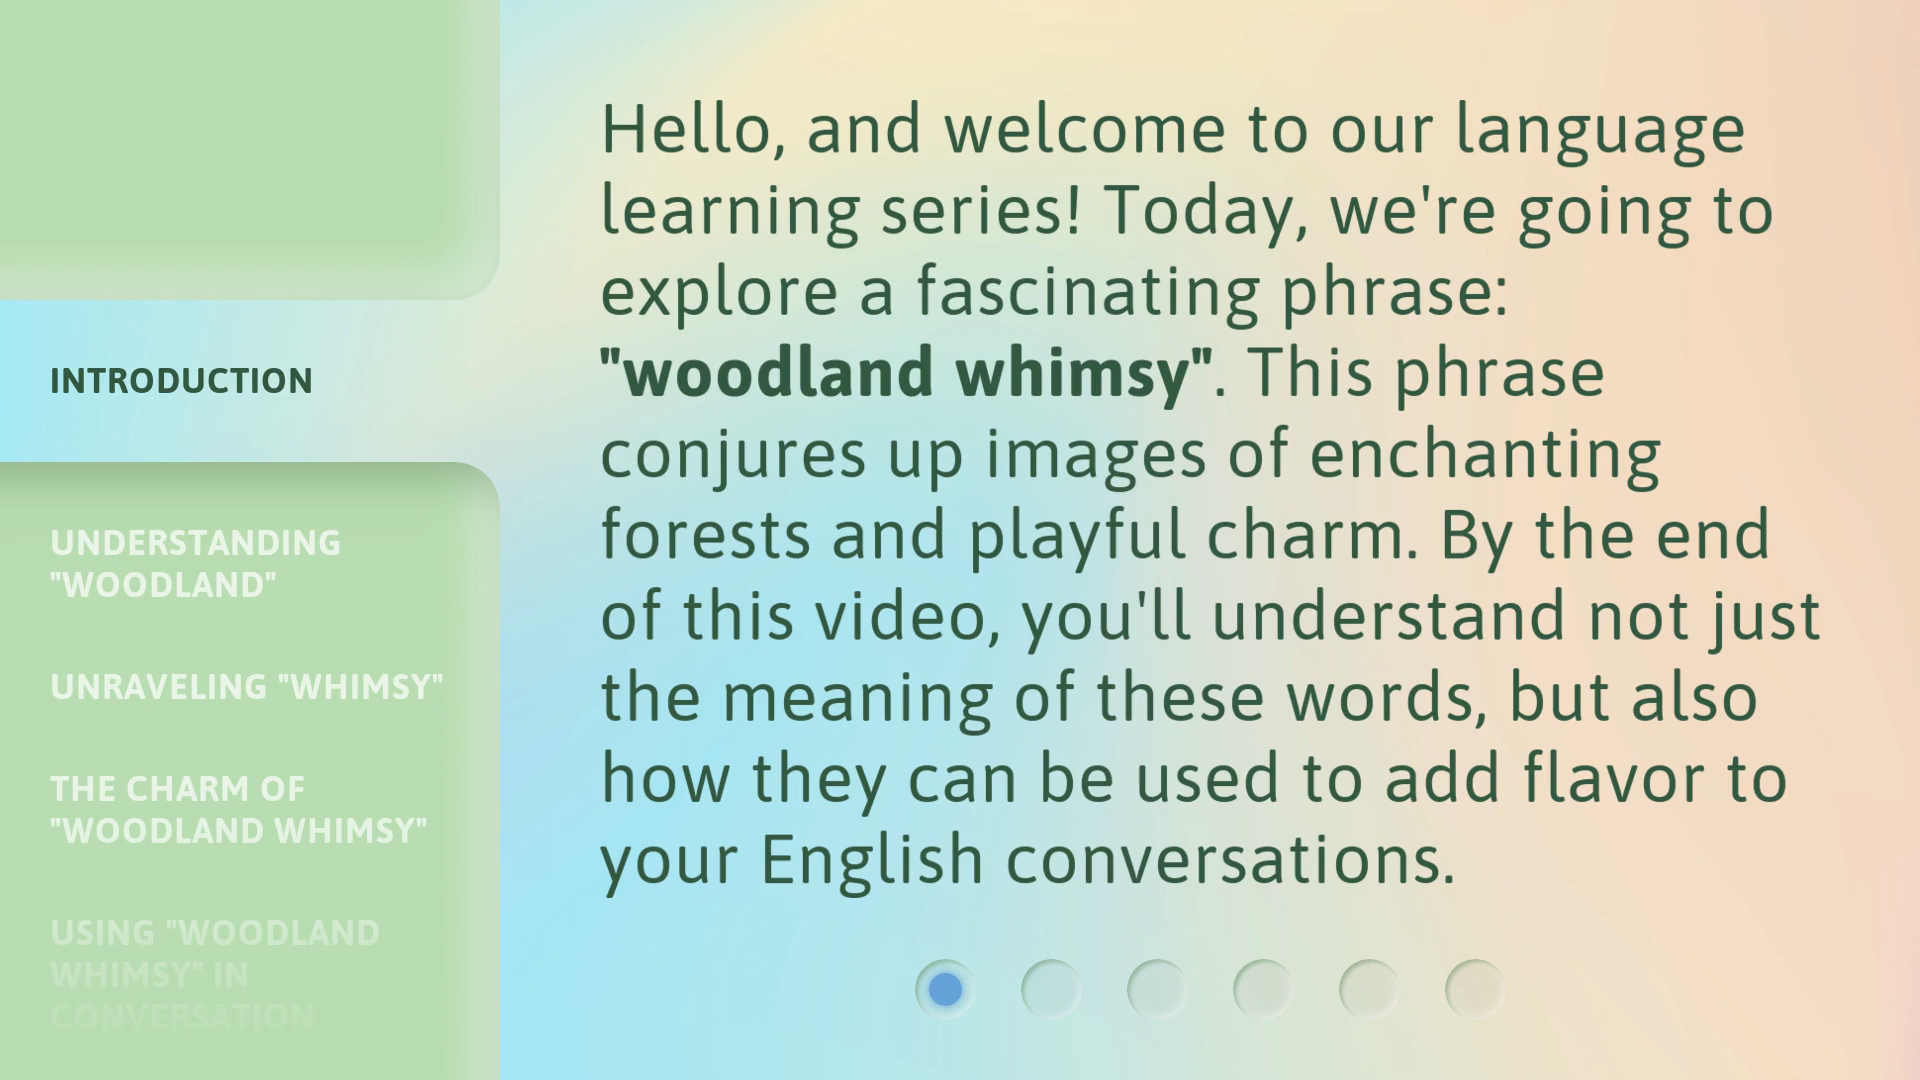 INTRODUCTION
UNDERSTANDING
"WOODLAND"
UNRAVELING "WHIMSY"
THE CHARM OF
"WOODLAND WHIMSY"
USING "WOODLAND
WHIMSY" IN
CONVERSATION
Hello, and welcome to our language
learning series! Today, we're going to
explore a fascinating phrase:
"woodland whimsy". This phrase
conjures up images of enchanting
forests and playful charm. By the end
of this video, you'll understand not just
the meaning of these words, but also
how they can be used to add flavor to
your English conversations.